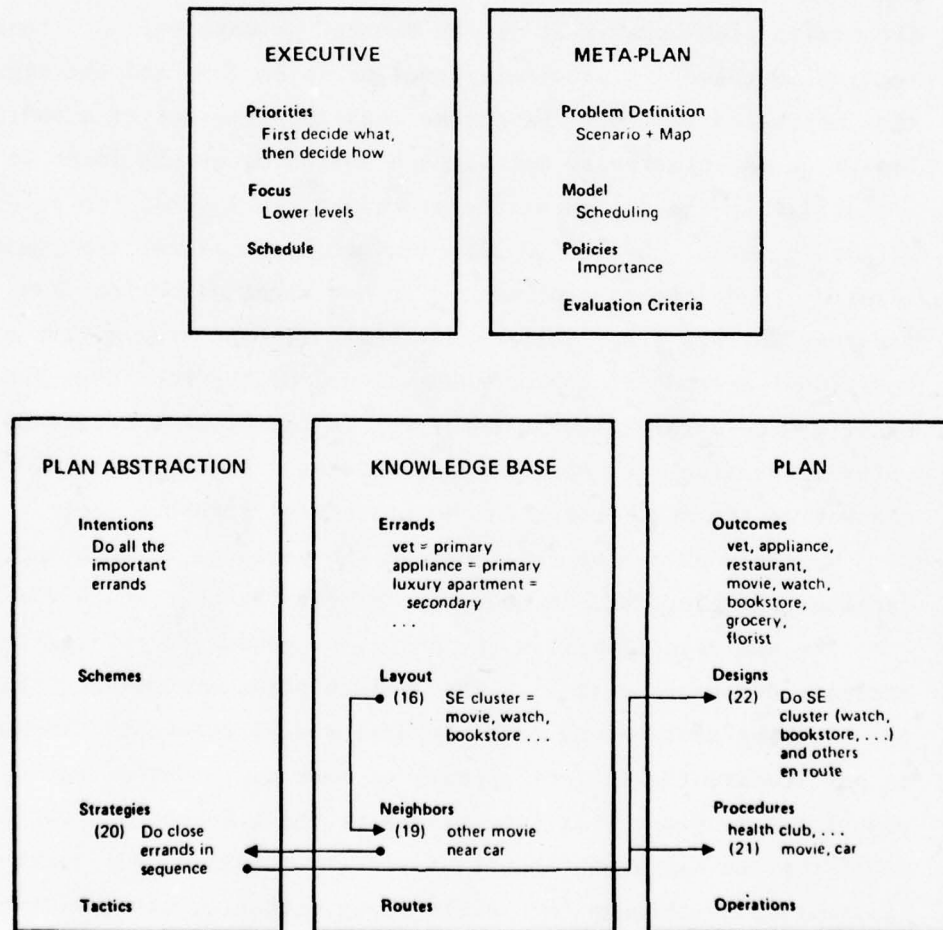 EXECUTIVE
Priorities
First decide what,
then decide how
Focus
Lower levels
Schedule
META-PLAN
Problem Definition
Scenario + Map
Model
Scheduling
Policies
Importance
Evaluation Criteria
PLAN ABSTRACTION
Intentions
Do all the
important
errands
Schemes
Strategies
(20) Do close
errands in
sequence
Tactics
KNOWLEDGE BASE
Errands
vet = primary
appliance = primary
luxury apartment =
secondary
. . .
Layout
(16) SE cluster =
movie, watch,
bookstore . . .
Neighbors
(19) other movie
near car
Routes
PLAN
Outcomes
vet, appliance,
restaurant,
movie, watch,
bookstore,
grocery,
florist
Designs
(22) Do SE
cluster (watch,
bookstore, . . .)
and others
en route
Procedures
health club, . . .
(21) movie, car
Operations